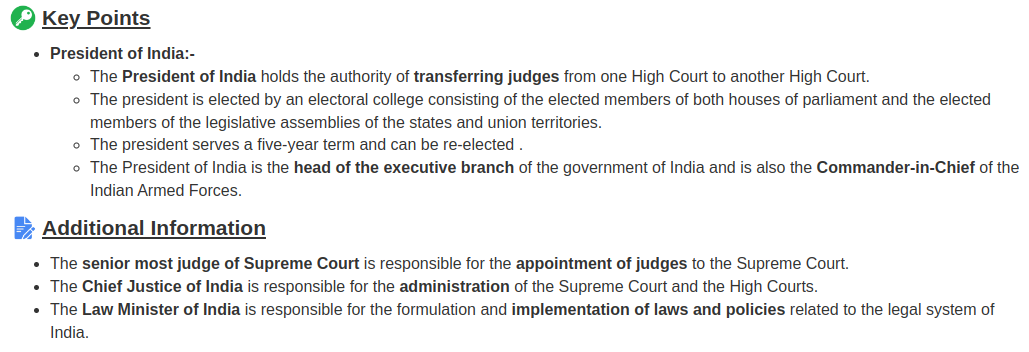 Key Points
• President of India:-
◦ The President of India holds the authority of transferring judges from one High Court to another High Court.
◦ The president is elected by an electoral college consisting of the elected members of both houses of parliament and the elected
members of the legislative assemblies of the states and union territories.
◦ The president serves a five-year term and can be re-elected .
◦ The President of India is the head of the executive branch of the government of India and is also the Commander-in-Chief of the
Indian Armed Forces.
Additional Information
• The senior most judge of Supreme Court is responsible for the appointment of judges to the Supreme Court.
• The Chief Justice of India is responsible for the administration of the Supreme Court and the High Courts.
• The Law Minister of India is responsible for the formulation and implementation of laws and policies related to the legal system of
India.